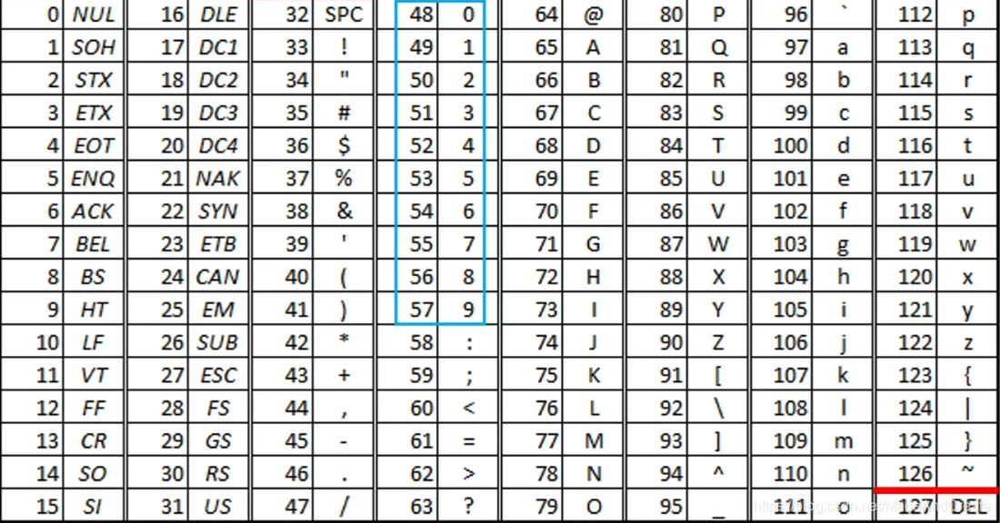 0 NUL 16 DLE 32 SPC 48 0 64 @ 80 P 96 ` 112 p
1 SOH 17 DC1 33 ! 49 1 65 A 81 Q 97 a 113 q
2 STX 18 DC2 34 " 50 2 66 B 82 R 98 b 114 r
3 ETX 19 DC3 35 # 51 3 67 C 83 S 99 c 115 s
4 EOT 20 DC4 36 $ 52 4 68 D 84 T 100 d 116 t
5 ENQ 21 NAK 37 % 53 5 69 E 85 U 101 e 117 u
6 ACK 22 SYN 38 & 54 6 70 F 86 V 102 f 118 v
7 BEL 23 ETB 39 ' 55 7 71 G 87 W 103 g 119 w
8 BS 24 CAN 40 ( 56 8 72 H 88 X 104 h 120 x
9 HT 25 EM 41 ) 57 9 73 I 89 Y 105 i 121 y
10 LF 26 SUB 42 * 58 : 74 J 90 Z 106 j 122 z
11 VT 27 ESC 43 + 59 ; 75 K 91 [ 107 k 123 {
12 FF 28 FS 44 , 60 < 76 L 92 \ 108 l 124 |
13 CR 29 GS 45 - 61 = 77 M 93 ] 109 m 125 }
14 SO 30 RS 46 . 62 > 78 N 94 ^ 110 n 126 ~
15 SI 31 US 47 / 63 ? 79 O 95 _ 111 o 127 DEL